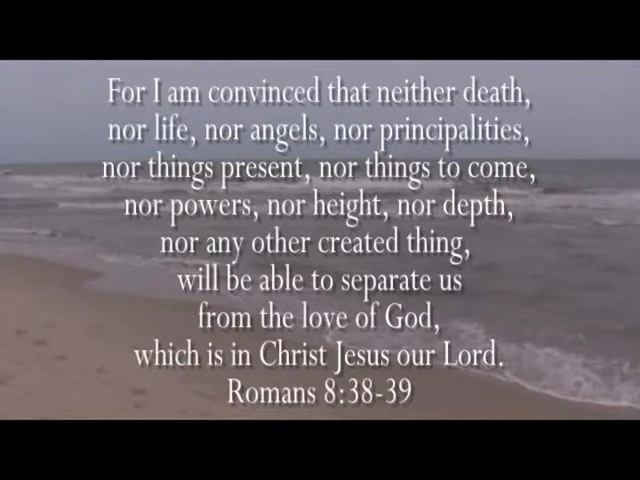 For I am convinced that neither death,
nor life, nor angels, nor principalities,
nor things present, nor things to come,
nor powers, nor height, nor depth,
nor any other created thing,
will be able to separate us
from the love of God,
which is in Christ Jesus our Lord.
Romans 8:38-39